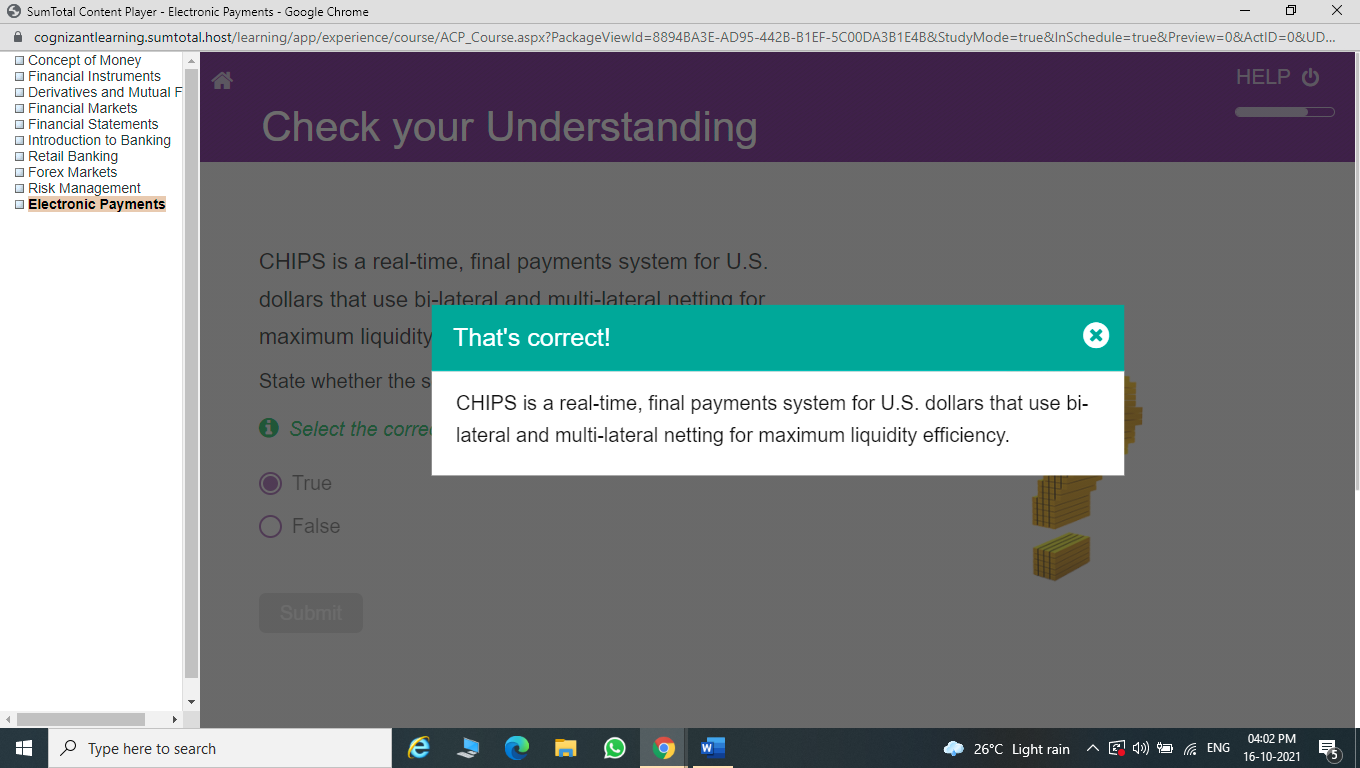 SumTotal Content Player - Electronic Payments - Google Chrome
cognizantlearning.sumtotal.host/learning/app/experience/course/ACP_Course.aspx?PackageViewId=8894BA3E-AD95-442B-B1EF-5C00DA3B1E4B&StudyMode=true&InSchedule=true&Preview=0&ActID=0&UD...
Concept of Money
Financial Instruments
Derivatives and Mutual F
Financial Markets
Financial Statements
Introduction to Banking
Retail Banking
Forex Markets
Risk Management
Electronic Payments
HELP
Check your Understanding
CHIPS is a real-time, final payments system for U.S.
dollars that use bi-lateral and multi-lateral netting for
maximum liquidity
State whether the s
Select the corre
True
False
Submit
That's correct!
CHIPS is a real-time, final payments system for U.S. dollars that use bi-
lateral and multi-lateral netting for maximum liquidity efficiency.
Type here to search
W
26°C Light rain
ENG
04:02 PM
16-10-2021
5